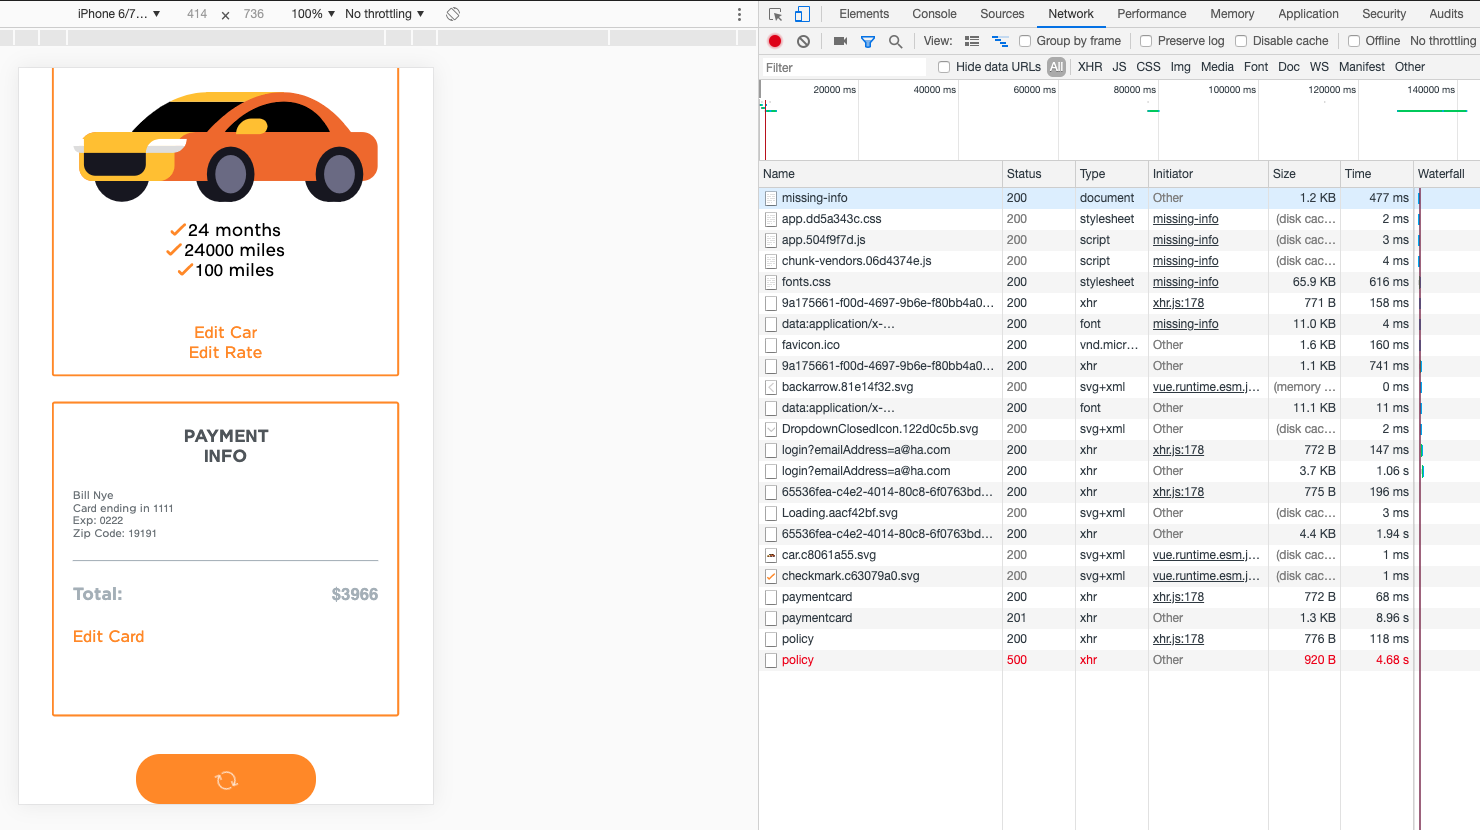 iPhone 6/7... ▼ 414 x 736 100% ▼ No throttling ▼
24 months
24000 miles
100 miles
Edit Car
Edit Rate
PAYMENT
INFO
Bill Nye
Card ending in 1111
Exp: 0222
Zip Code: 19191
Total: $3966
Edit Card
Elements Console Sources Network Performance Memory Application Security Audits
View: Group by frame Preserve log Disable cache Offline No throttling
Filter Hide data URLs All XHR JS CSS Img Media Font Doc WS Manifest Other
20000 ms 40000 ms 60000 ms 80000 ms 100000 ms 120000 ms 140000 ms
Name Status Type Initiator Size Time Waterfall
missing-info 200 document Other 1.2 KB 477 ms
app.dd5a343c.css 200 stylesheet missing-info (disk cac... 2 ms
app.504f9f7d.js 200 script missing-info (disk cac... 3 ms
chunk-vendors.06d4374e.js 200 script missing-info (disk cac... 4 ms
fonts.css 200 stylesheet missing-info 65.9 KB 616 ms
9a175661-f00d-4697-9b6e-f80bb4a0... 200 xhr xhr.js:178 771 B 158 ms
data:application/x-... 200 font missing-info 11.0 KB 4 ms
favicon.ico 200 vnd.micr... Other 1.6 KB 160 ms
9a175661-f00d-4697-9b6e-f80bb4a0... 200 xhr Other 1.1 KB 741 ms
backarrow.81e14f32.svg 200 svg+xml vue.runtime.esm.j... (memory ... 0 ms
data:application/x-... 200 font Other 11.1 KB 11 ms
DropdownClosedIcon.122d0c5b.svg 200 svg+xml Other (disk cac... 2 ms
login?emailAddress=a@ha.com 200 xhr xhr.js:178 772 B 147 ms
login?emailAddress=a@ha.com 200 xhr Other 3.7 KB 1.06 s
65536fea-c4e2-4014-80c8-6f0763bd... 200 xhr xhr.js:178 775 B 196 ms
Loading.aacf42bf.svg 200 svg+xml Other (disk cac... 3 ms
65536fea-c4e2-4014-80c8-6f0763bd... 200 xhr Other 4.4 KB 1.94 s
car.c8061a55.svg 200 svg+xml vue.runtime.esm.j... (disk cac... 1 ms
checkmark.c63079a0.svg 200 svg+xml vue.runtime.esm.j... (disk cac... 1 ms
paymentcard 200 xhr xhr.js:178 772 B 68 ms
paymentcard 201 xhr Other 1.3 KB 8.96 s
policy 200 xhr xhr.js:178 776 B 118 ms
policy 500 xhr Other 920 B 4.68 s